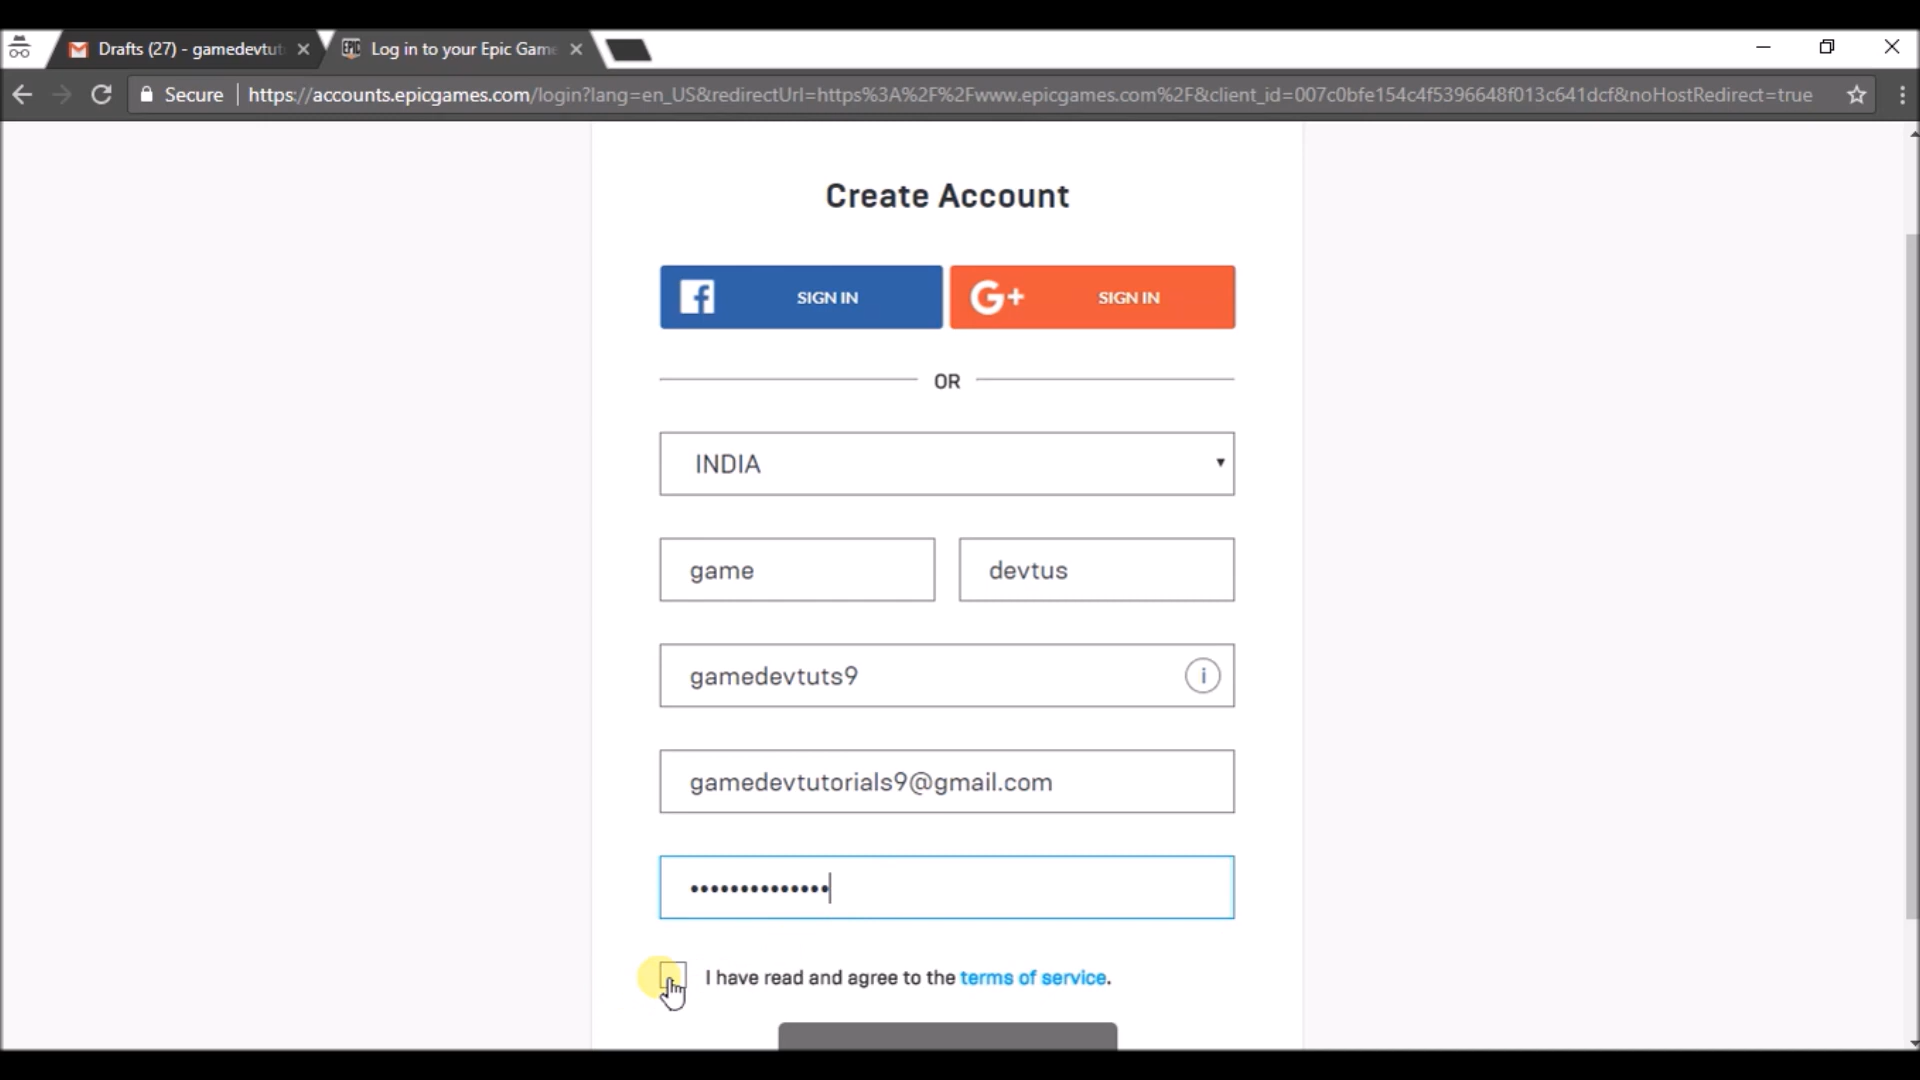 Drafts (27) - gamedevtut
EPIC Log in to your Epic Game
Secure https://accounts.epicgames.com/login?lang=en_US&redirectUrl=https%3A%2F%2Fwww.epicgames.com%2F&client_id=007c0bfe154c4f5396648f013c641dcf&noHostRedirect=true
Create Account
f SIGN IN G+ SIGN IN
OR
INDIA
game devtus
gamedevtuts9 i
gamedevtutorials9@gmail.com
••••••••••••••
I have read and agree to the terms of service.